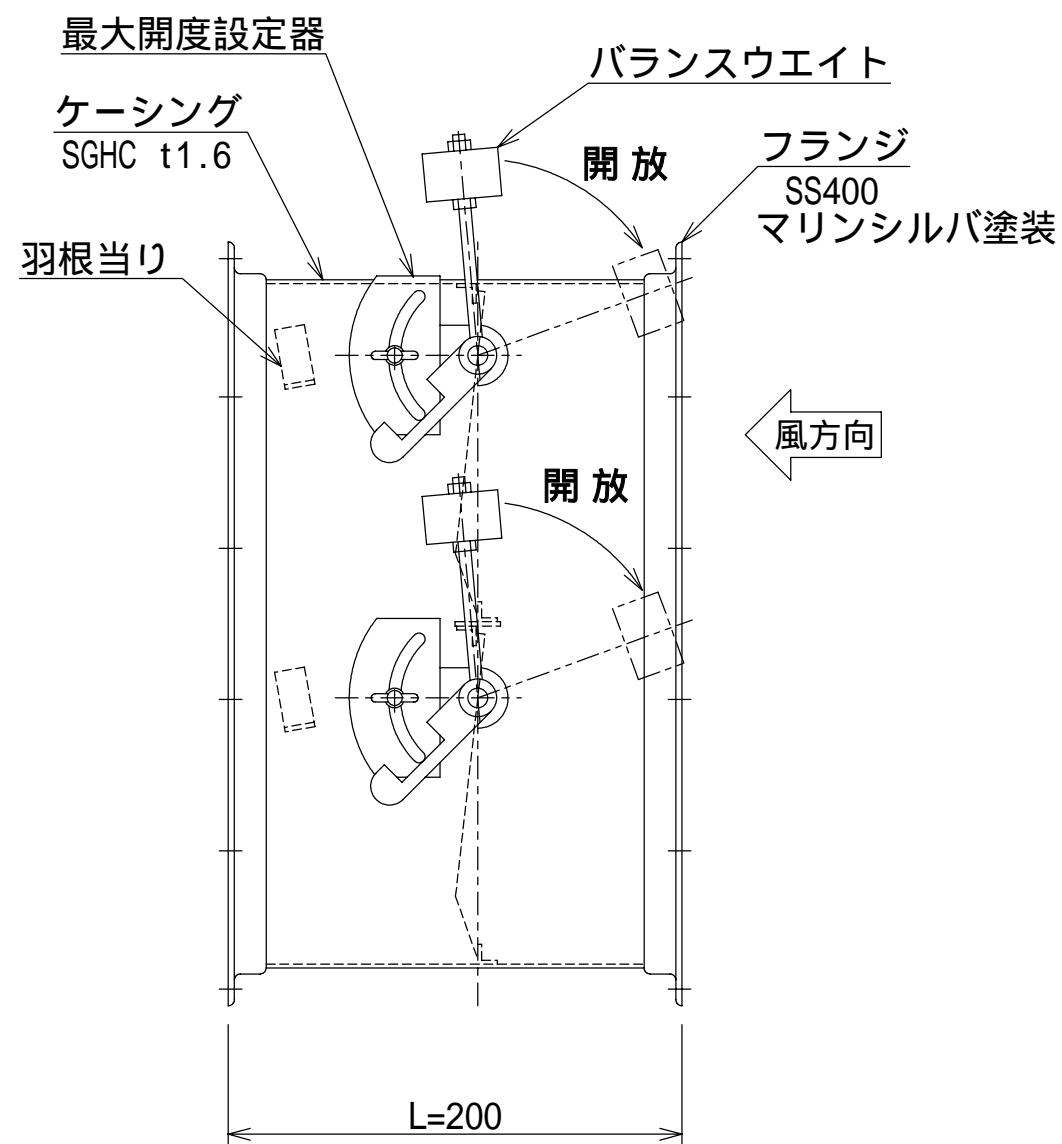 最大開度設定器
バランスウエイト
ケーシング
SGHC t1.6
開 放
フランジ
SS400
マリンシルバ塗装
羽根当り
風方向
開 放
L=200